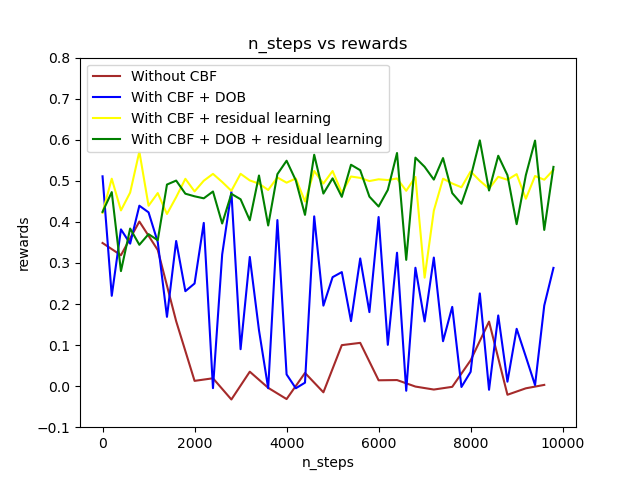 n_steps vs rewards
Without CBF
With CBF + DOB
With CBF + residual learning
With CBF + DOB + residual learning
rewards
0.8
0.7
0.6
0.5
0.4
0.3
0.2
0.1
0.0
−0.1
0 2000 4000 6000 8000 10000
n_steps